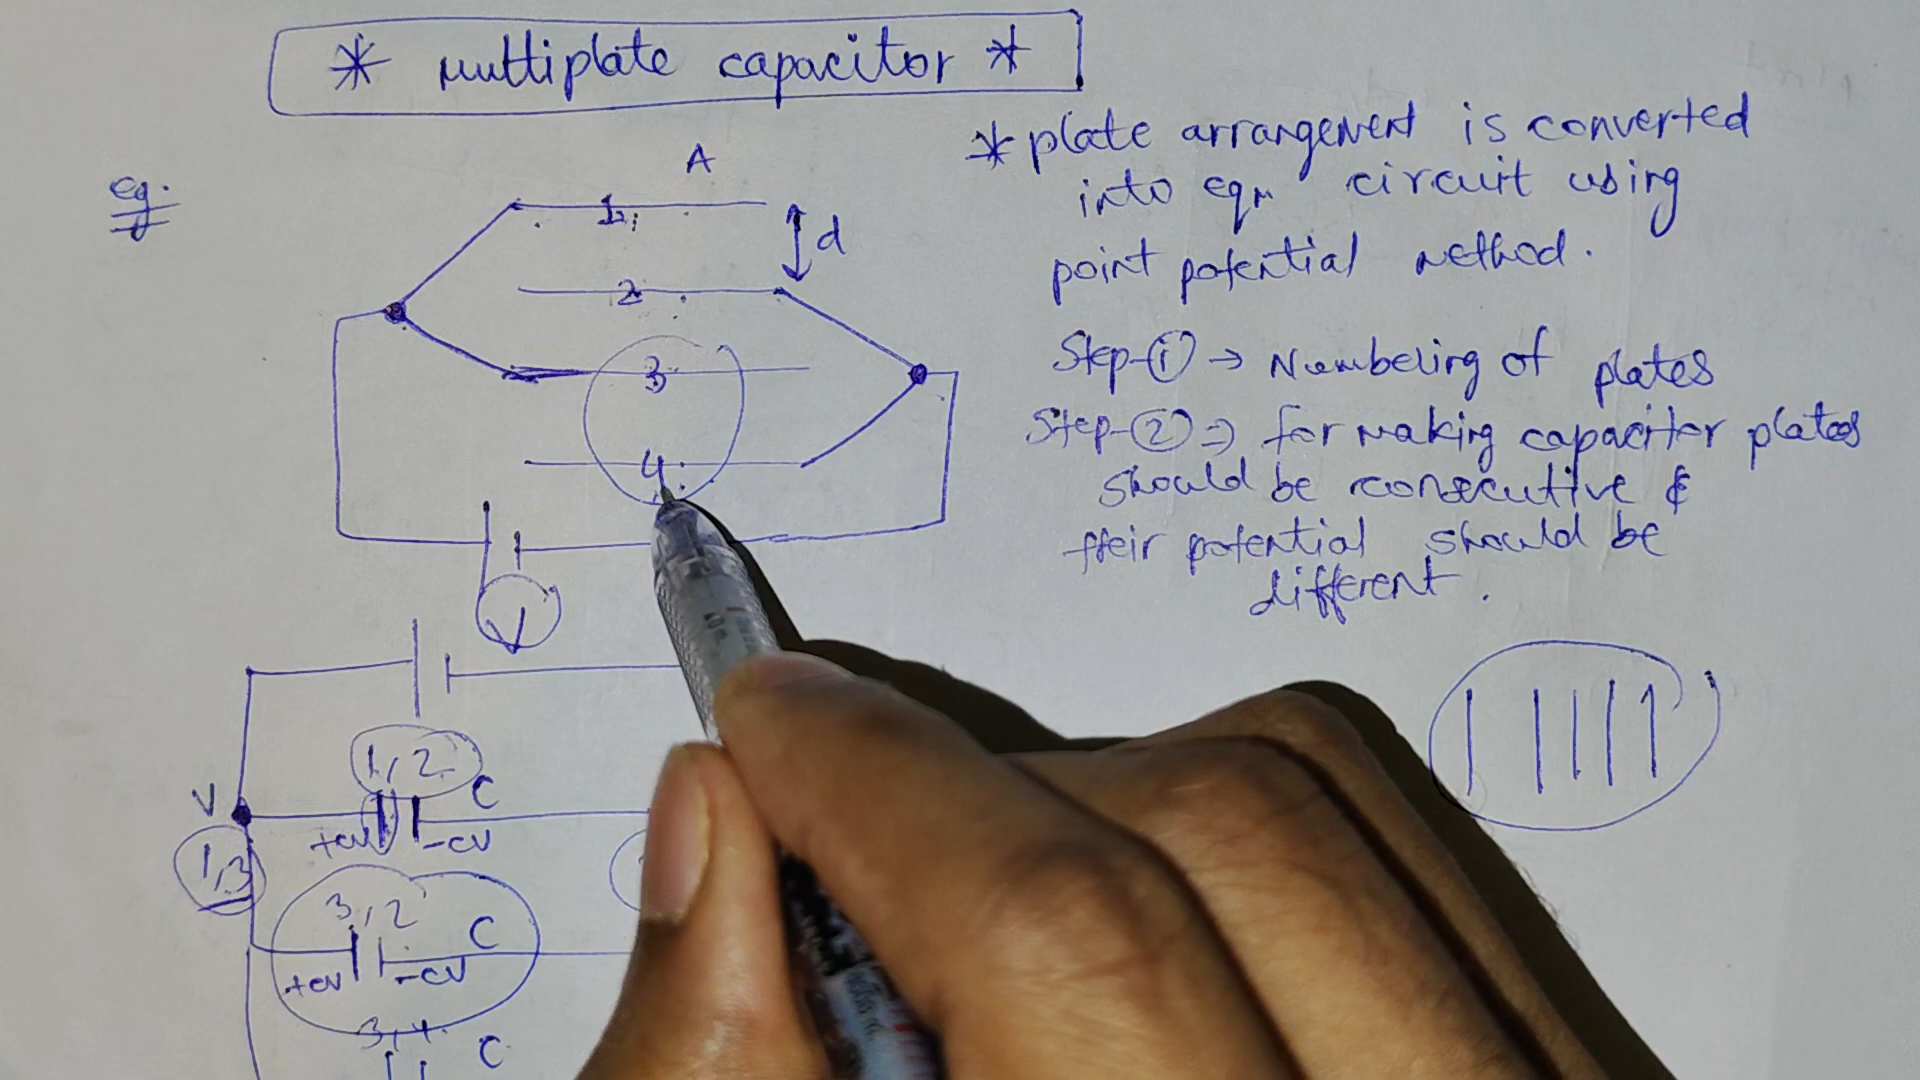 * Multiplate capacitor *
eg.
A
1
d
2
3
4
V
* plate arrangement is converted
into eqn circuit using
point potential method.
Step-① → Numbering of plates
Step-② ⇒ for making capacitor plates
should be consecutive &
their potential should be
different.
1, 2
V
C
+CV
-CV
1,3
3, 2
C
+CV
-CV
3, 4
C